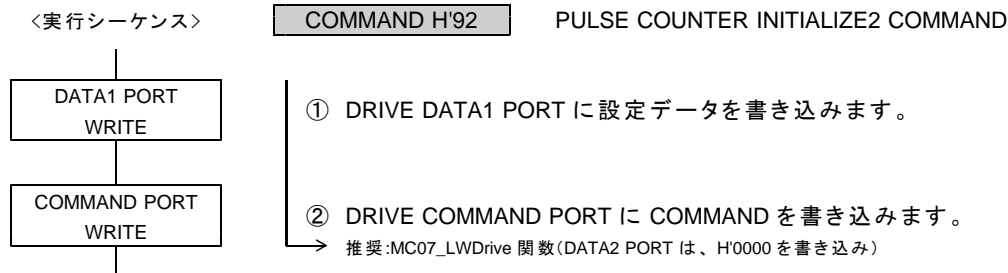 <実行シーケンス>
COMMAND H'92
PULSE COUNTER INITIALIZE2 COMMAND
DATA1 PORT
WRITE
① DRIVE DATA1 PORT に設定データを書き込みます。
COMMAND PORT
WRITE
② DRIVE COMMAND PORT に COMMAND を書き込みます。
推奨:MC07_LWDrive 関数(DATA2 PORT は、H'0000 を書き込み)